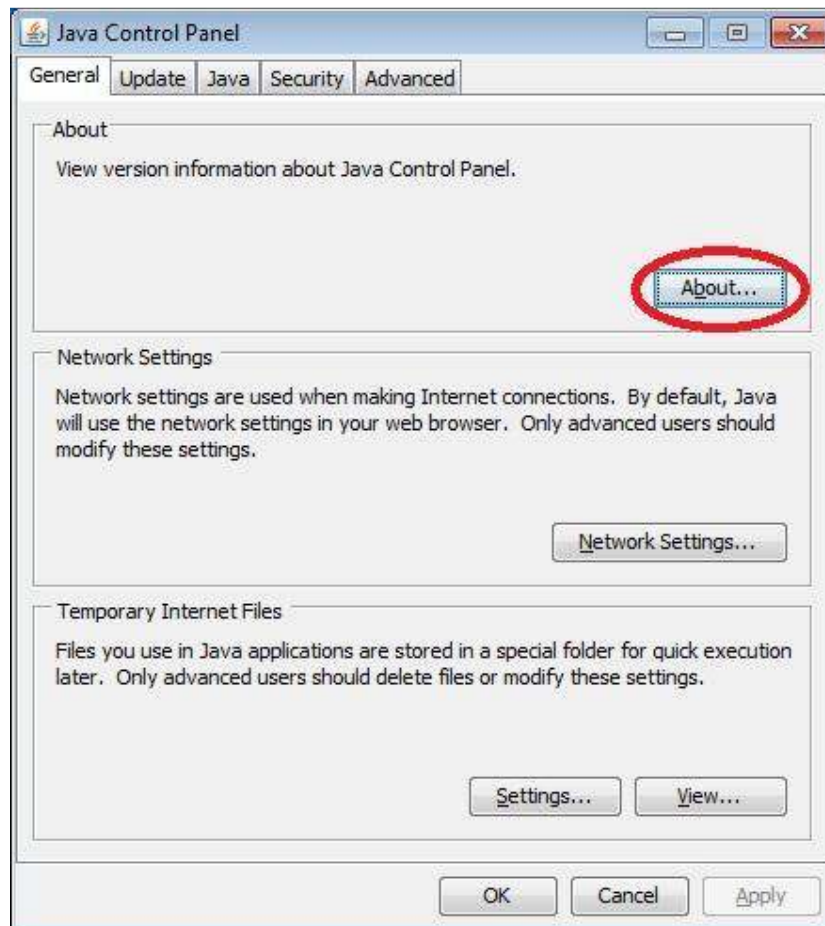 Java Control Panel
General Update Java Security Advanced
About
View version information about Java Control Panel.
About...
Network Settings
Network settings are used when making Internet connections.  By default, Java
will use the network settings in your web browser.  Only advanced users should
modify these settings.
Network Settings...
Temporary Internet Files
Files you use in Java applications are stored in a special folder for quick execution
later.  Only advanced users should delete files or modify these settings.
Settings... View...
OK Cancel Apply